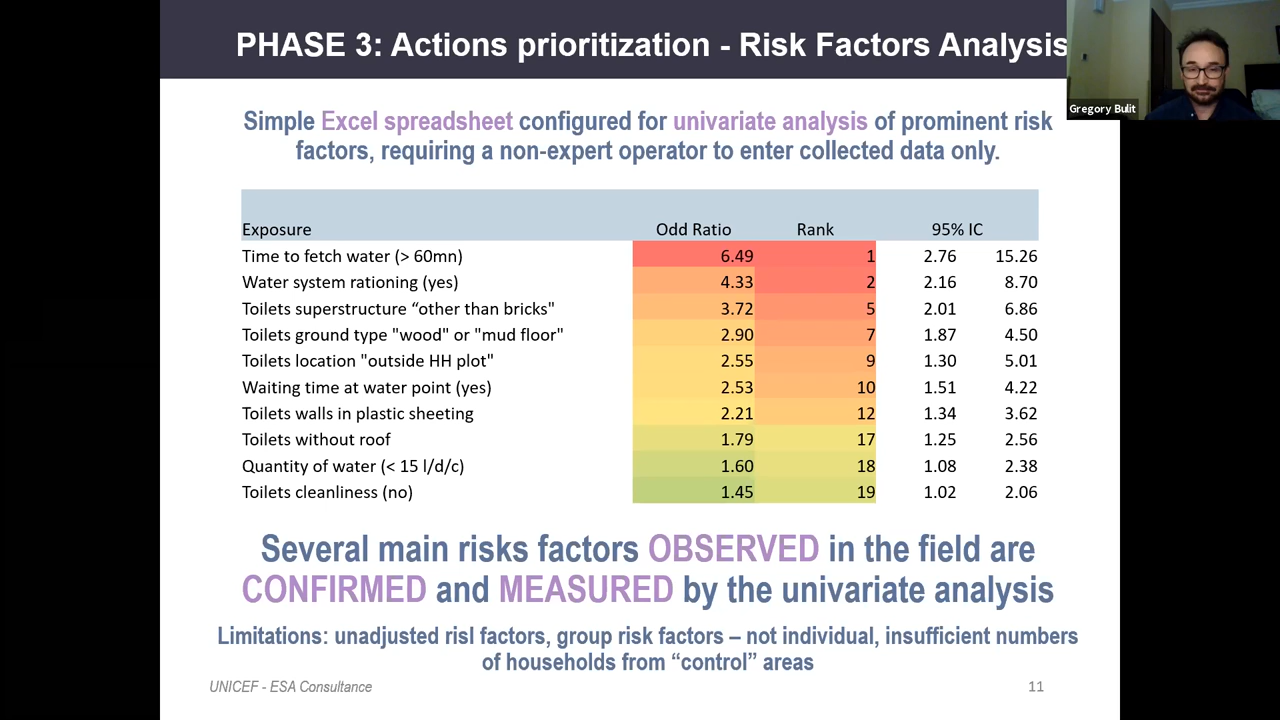 PHASE 3: Actions prioritization - Risk Factors Analysis
Gregory Bulit
Simple Excel spreadsheet configured for univariate analysis of prominent risk
factors, requiring a non-expert operator to enter collected data only.
Exposure Odd Ratio Rank 95% IC
Time to fetch water (> 60mn) 6.49 1 2.76 15.26
Water system rationing (yes) 4.33 2 2.16 8.70
Toilets superstructure “other than bricks" 3.72 5 2.01 6.86
Toilets ground type "wood" or "mud floor" 2.90 7 1.87 4.50
Toilets location "outside HH plot" 2.55 9 1.30 5.01
Waiting time at water point (yes) 2.53 10 1.51 4.22
Toilets walls in plastic sheeting 2.21 12 1.34 3.62
Toilets without roof 1.79 17 1.25 2.56
Quantity of water (< 15 l/d/c) 1.60 18 1.08 2.38
Toilets cleanliness (no) 1.45 19 1.02 2.06
Several main risks factors OBSERVED in the field are
CONFIRMED and MEASURED by the univariate analysis
Limitations: unadjusted risl factors, group risk factors – not individual, insufficient numbers
of households from “control” areas
UNICEF - ESA Consultance 11